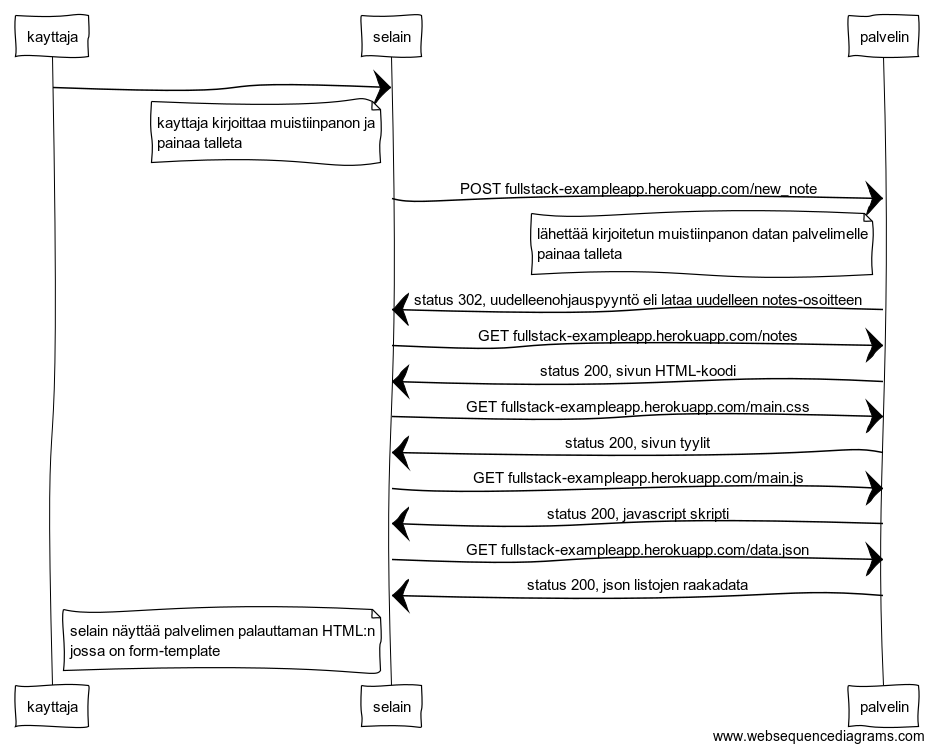 kayttaja
selain
palvelin
kayttaja kirjoittaa muistiinpanon ja
painaa talleta
POST fullstack-exampleapp.herokuapp.com/new_note
lähettää kirjoitetun muistiinpanon datan palvelimelle
painaa talleta
status 302, uudelleenohjauspyyntö eli lataa uudelleen notes-osoitteen
GET fullstack-exampleapp.herokuapp.com/notes
status 200, sivun HTML-koodi
GET fullstack-exampleapp.herokuapp.com/main.css
status 200, sivun tyylit
GET fullstack-exampleapp.herokuapp.com/main.js
status 200, javascript skripti
GET fullstack-exampleapp.herokuapp.com/data.json
status 200, json listojen raakadata
selain näyttää palvelimen palauttaman HTML:n
jossa on form-template
kayttaja
selain
palvelin
www.websequencediagrams.com